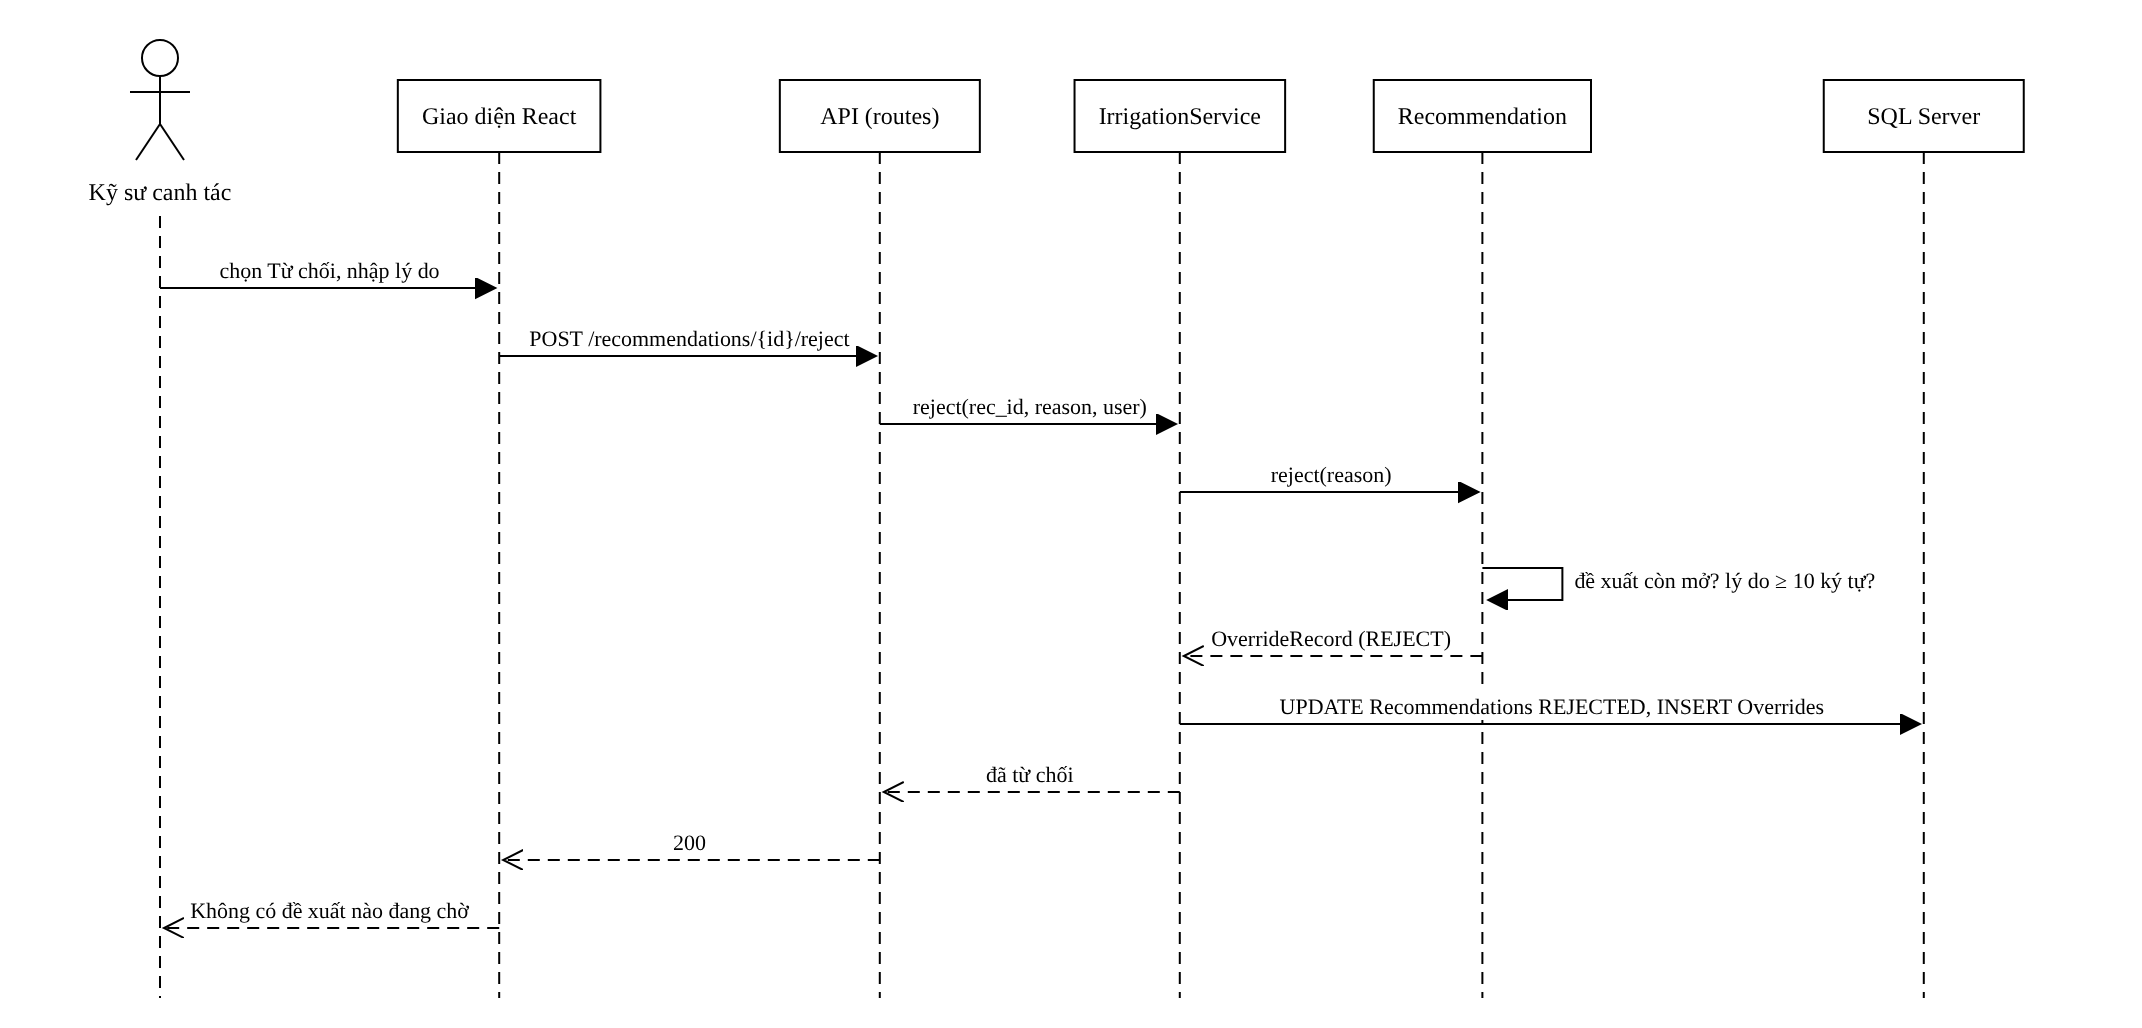 Kỹ sư canh tác
Giao diện React
API (routes)
IrrigationService
Recommendation
SQL Server
chọn Từ chối, nhập lý do
POST /recommendations/{id}/reject
reject(rec_id, reason, user)
reject(reason)
đề xuất còn mở? lý do ≥ 10 ký tự?
OverrideRecord (REJECT)
UPDATE Recommendations REJECTED, INSERT Overrides
đã từ chối
200
Không có đề xuất nào đang chờ